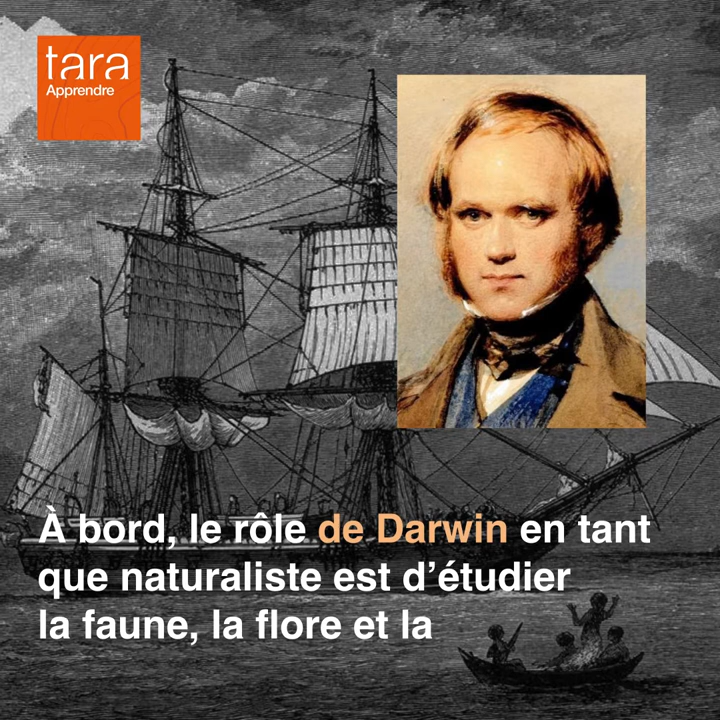 tara
Apprendre
À bord, le rôle de Darwin en tant
que naturaliste est d’étudier
la faune, la flore et la